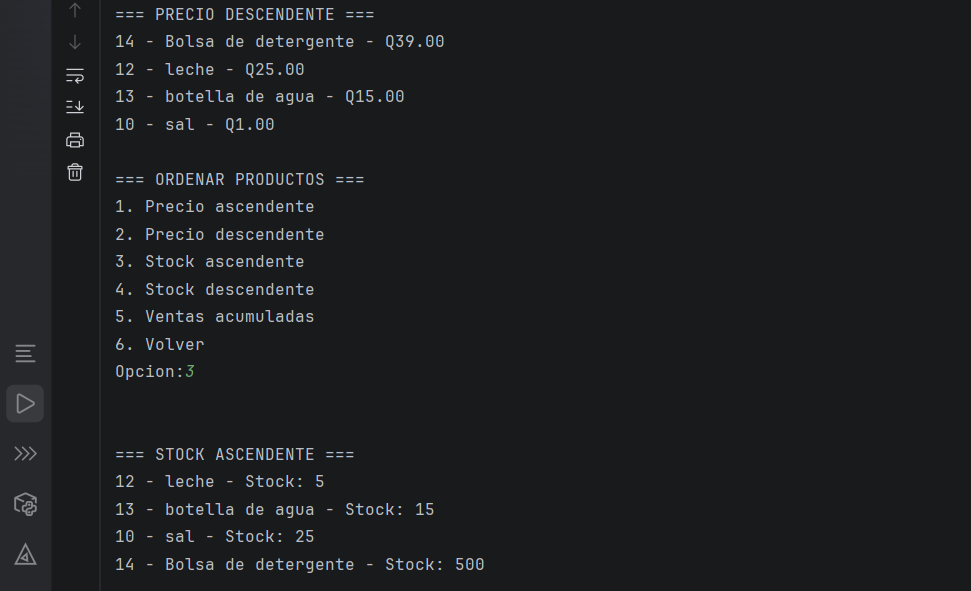 === PRECIO DESCENDENTE ===
14 - Bolsa de detergente - Q39.00
12 - leche - Q25.00
13 - botella de agua - Q15.00
10 - sal - Q1.00
=== ORDENAR PRODUCTOS ===
1. Precio ascendente
2. Precio descendente
3. Stock ascendente
4. Stock descendente
5. Ventas acumuladas
6. Volver
Opcion:3
=== STOCK ASCENDENTE ===
12 - leche - Stock: 5
13 - botella de agua - Stock: 15
10 - sal - Stock: 25
14 - Bolsa de detergente - Stock: 500